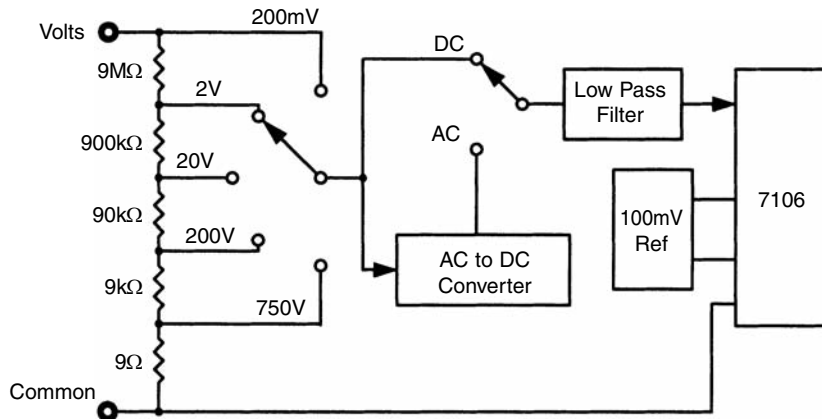 200mV
Volts
DC
9MΩ
2V
Low Pass
Filter
900kΩ
AC
20V
7106
90kΩ
100mV
Ref
200V
AC to DC
Converter
9kΩ
750V
9Ω
Common